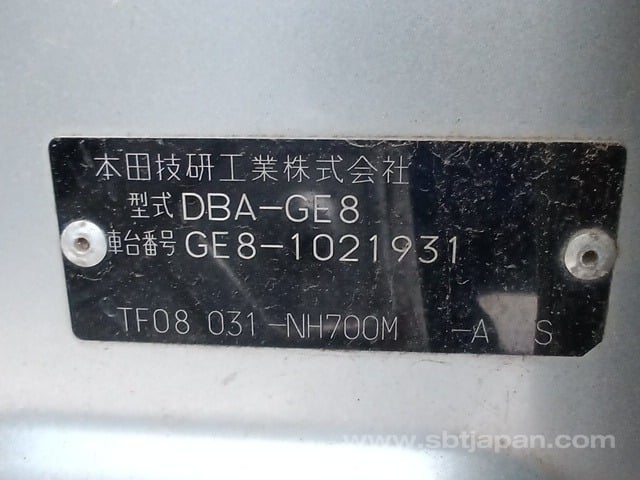 本田技研工業株式会社
型式 DBA-GE8
車台番号 GE8-1021931
TF08 031-NH700M -A S
www.sbtjapan.com